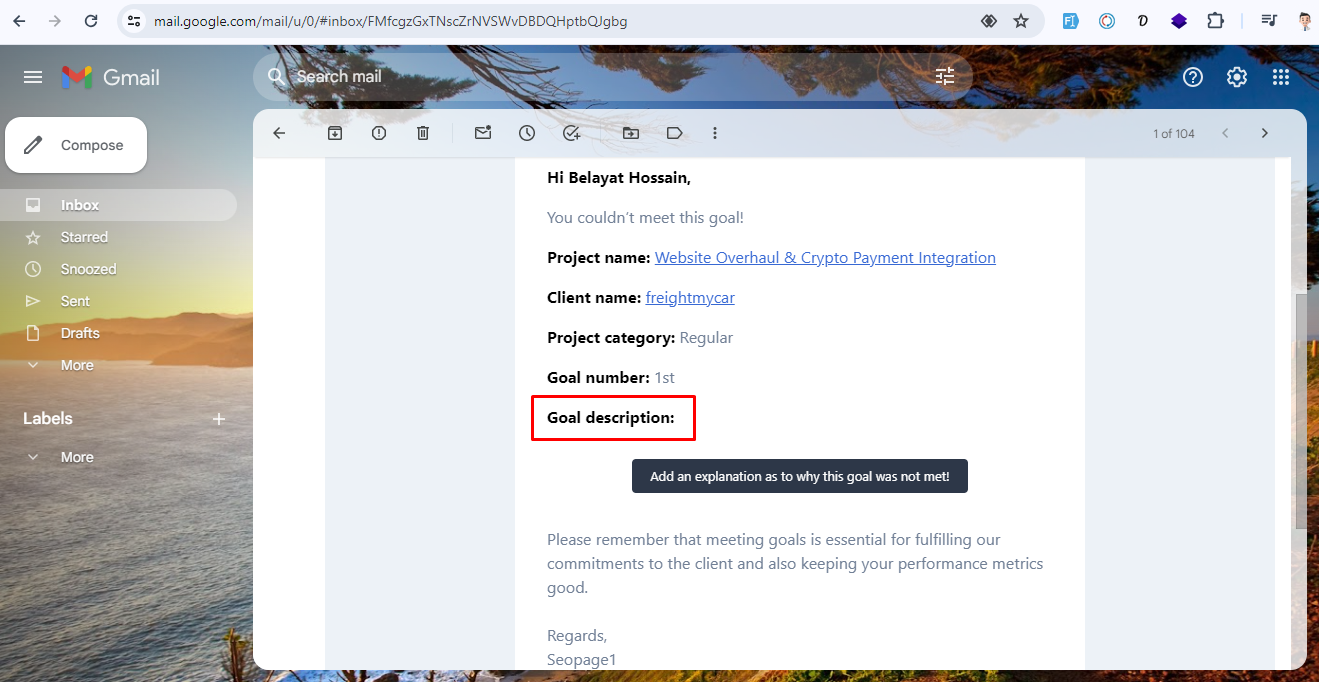 mail.google.com/mail/u/0/#inbox/FMfcgzGxTNscZrNVSWvDBDQHptbQJgbg
Gmail
Search mail
Compose
1 of 104
Inbox
Starred
Snoozed
Sent
Drafts
More
Labels
More
Hi Belayat Hossain,
You couldn’t meet this goal!
Project name: Website Overhaul & Crypto Payment Integration
Client name: freightmycar
Project category: Regular
Goal number: 1st
Goal description:
Add an explanation as to why this goal was not met!
Please remember that meeting goals is essential for fulfilling our
commitments to the client and also keeping your performance metrics
good.
Regards,
Seopage1